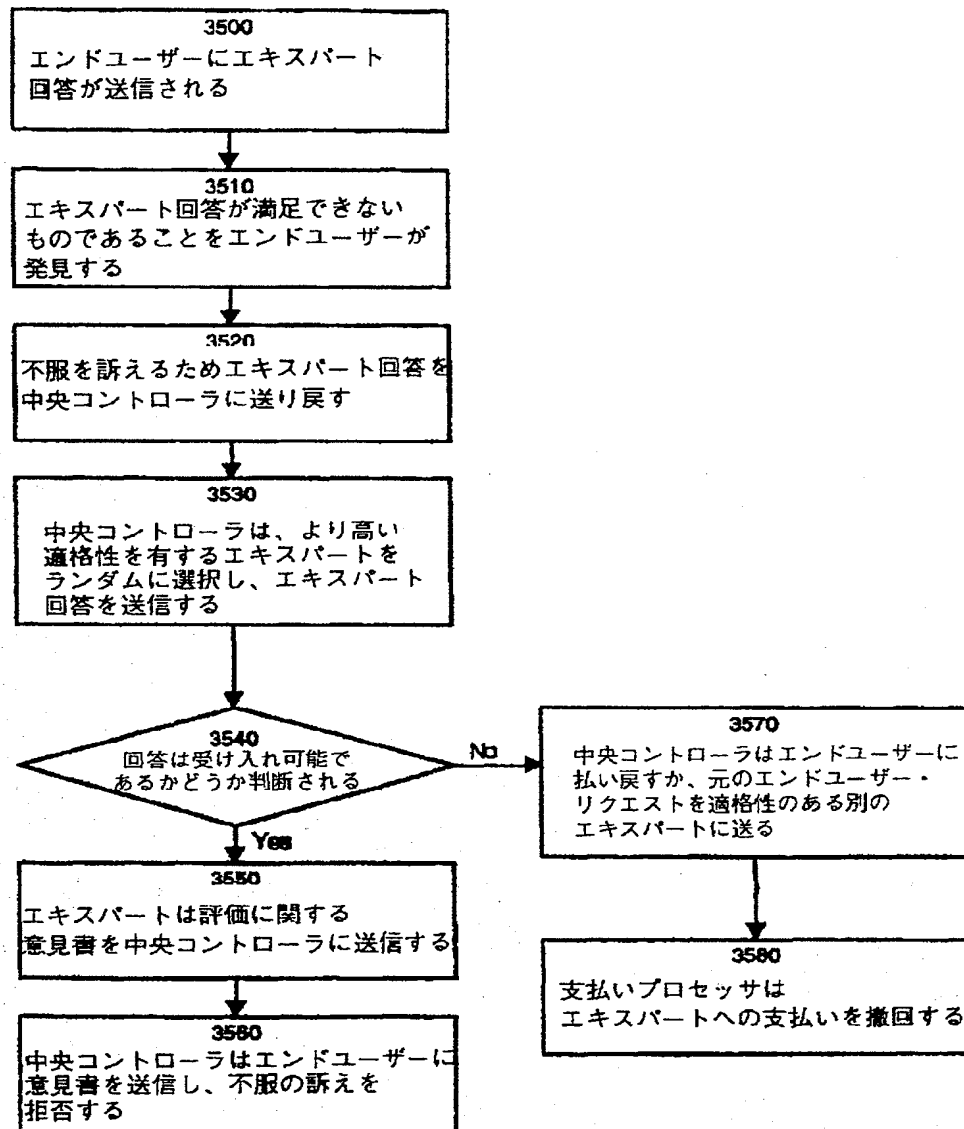 3500
エンドユーザーにエキスパート
回答が送信される
3510
エキスパート回答が満足できない
ものであることをエンドユーザーが
発見する
3520
不服を訴えるためエキスパート回答を
中央コントローラに送り戻す
3530
中央コントローラは、より高い
適格性を有するエキスパートを
ランダムに選択し、エキスパート
回答を送信する
3540
回答は受け入れ可能で
あるかどうか判断される
No
Yes
3550
エキスパートは評価に関する
意見書を中央コントローラに送信する
3560
中央コントローラはエンドユーザーに
意見書を送信し、不服の訴えを
拒否する
3570
中央コントローラはエンドユーザーに
払い戻すか、元のエンドユーザー・
リクエストを適格性のある別の
エキスパートに送る
3580
支払いプロセッサは
エキスパートへの支払いを撤回する